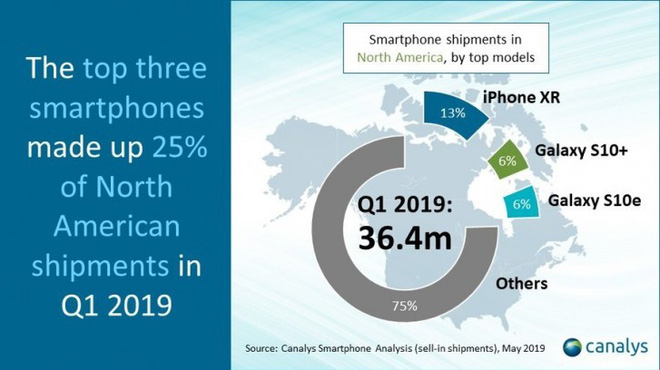 The top three
smartphones
made up 25%
of North
American
shipments in
Q1 2019
Smartphone shipments in
North America, by top models
iPhone XR
13%
Galaxy S10+
6%
Galaxy S10e
6%
Q1 2019:
36.4m
Others
75%
Source: Canalys Smartphone Analysis (sell-in shipments), May 2019
canalys